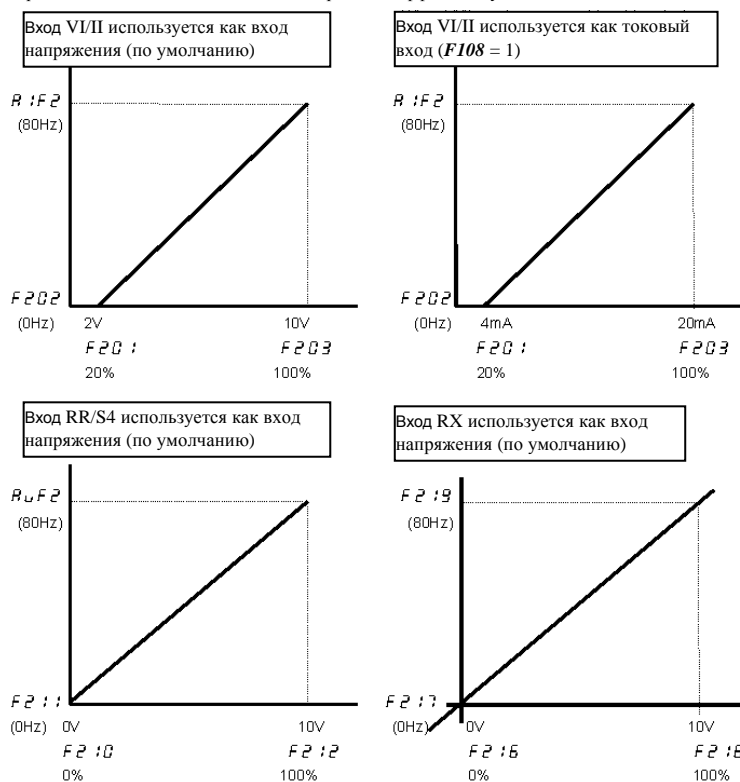 Вход VI/II используется как вход
напряжения (по умолчанию)
A1F2
(80Hz)
F202
(0Hz)
2V
10V
F201
F203
20%
100%
Вход VI/II используется как токовый
вход (F108 = 1)
A1F2
(80Hz)
F202
(0Hz)
4mA
20mA
F201
F203
20%
100%
Вход RR/S4 используется как вход
напряжения (по умолчанию)
AuF2
(80Hz)
F211
(0Hz)
0V
10V
F210
F212
0%
100%
Вход RX используется как вход
напряжения (по умолчанию)
F219
(80Hz)
F217
(0Hz)
0V
10V
F216
0%
100%